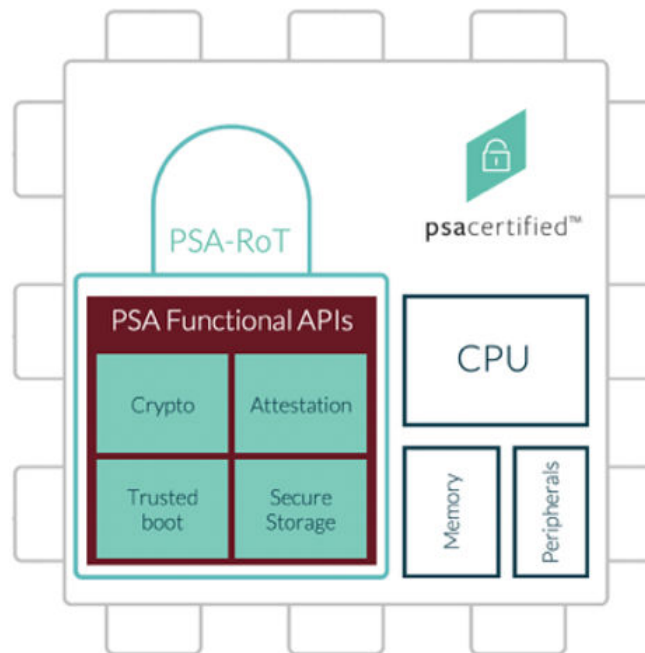 psacertified™
PSA-RoT
PSA Functional APIs
Crypto
Attestation
Trusted
boot
Secure
Storage
CPU
Memory
Peripherals